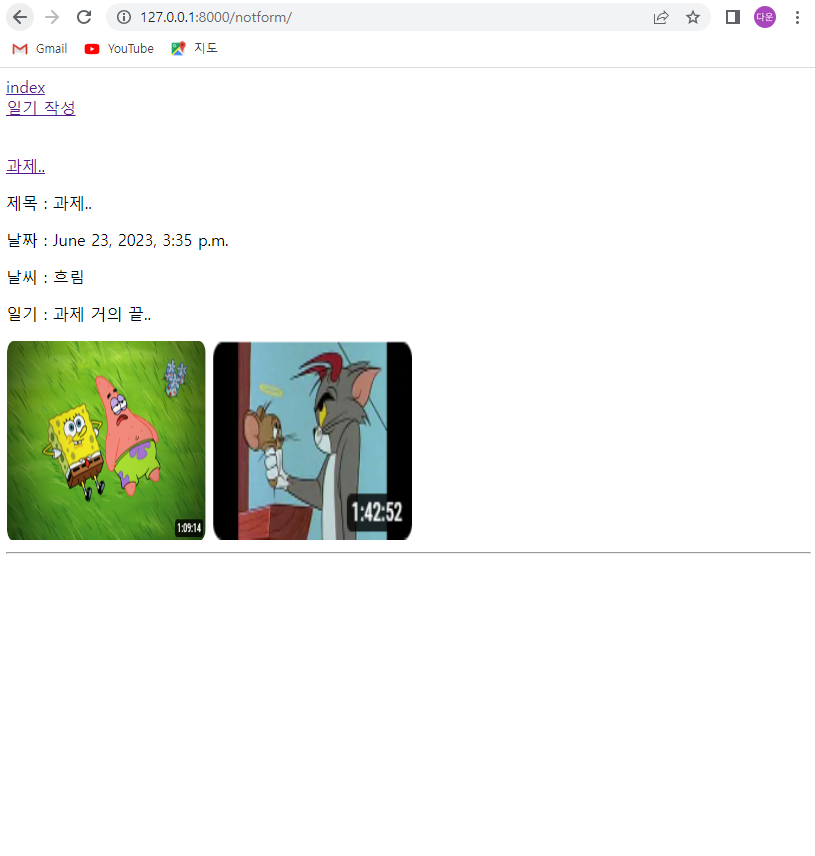 127.0.0.1:8000/notform/
다운
Gmail YouTube 지도
index
일기 작성
과제..
제목 : 과제..
날짜 : June 23, 2023, 3:35 p.m.
날씨 : 흐림
일기 : 과제 거의 끝..
1:09:14
1:42:52